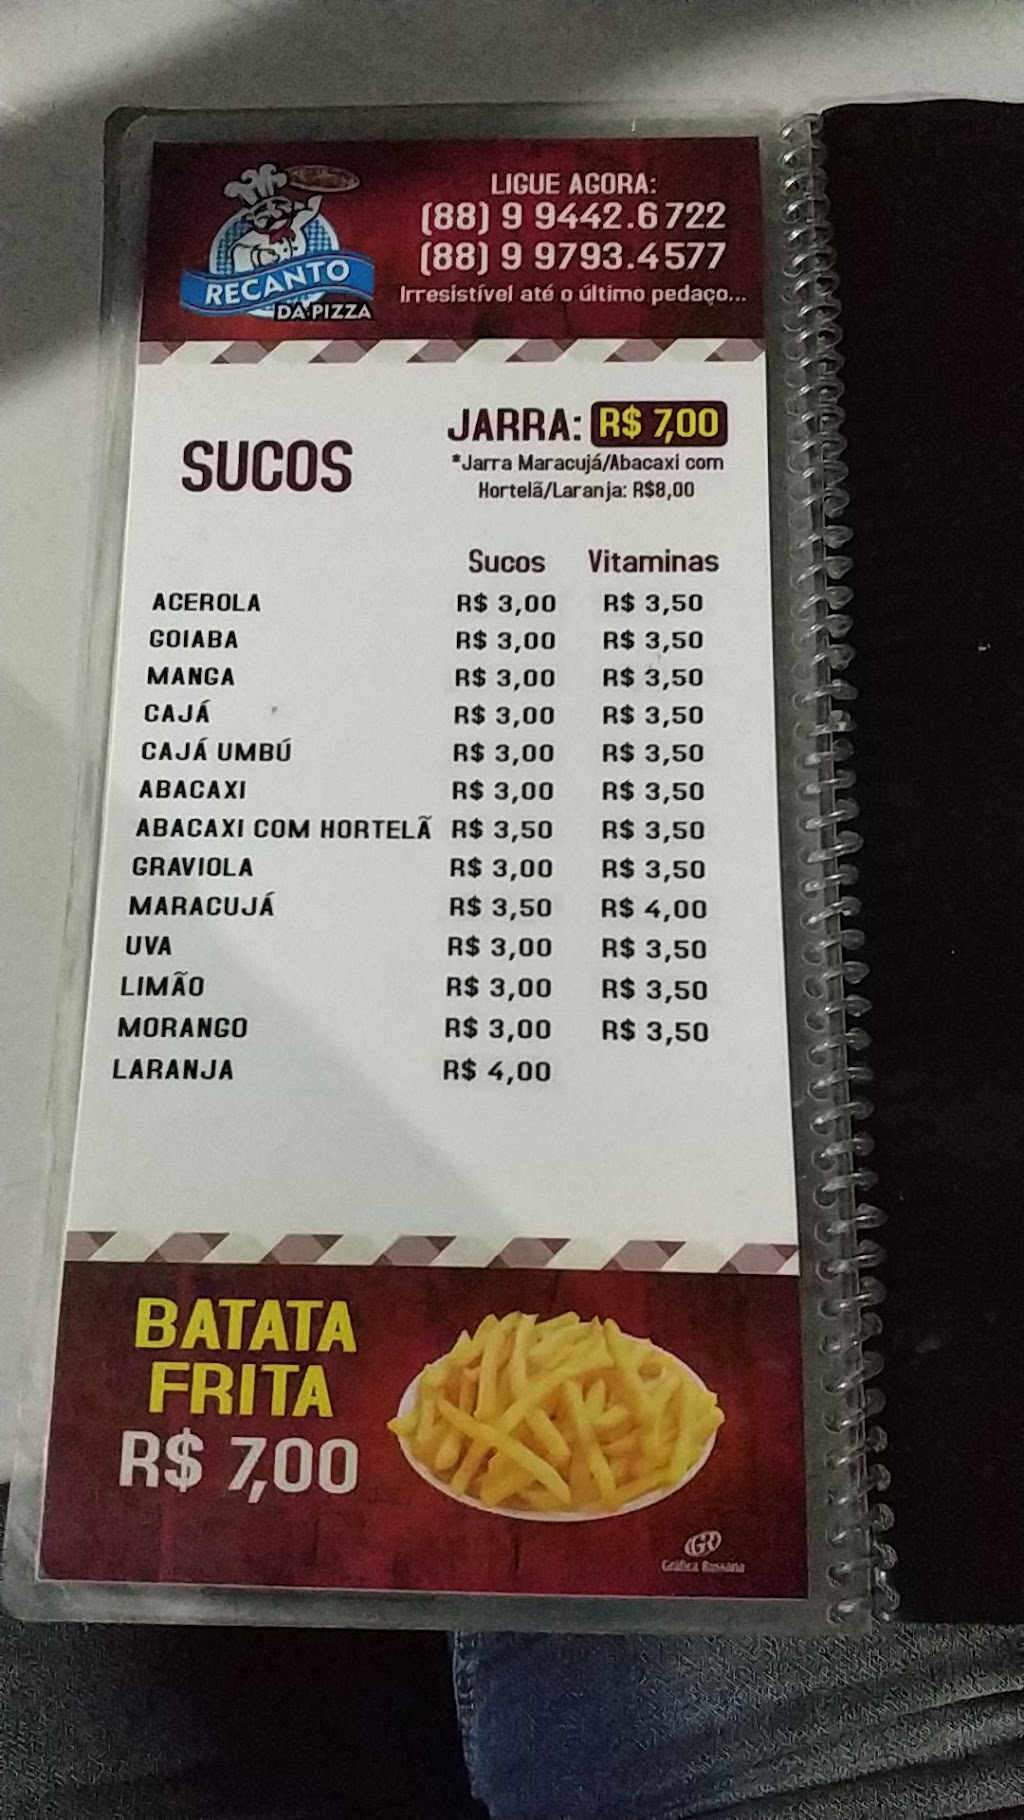 RECANTO
DA PIZZA
LIGUE AGORA:
(88) 9 9442.6722
(88) 9 9793.4577
Irresistível até o último pedaço...
SUCOS
JARRA: R$ 7,00
*Jarra Maracujá/Abacaxi com
Hortelã/Laranja: R$8,00
Sucos Vitaminas
ACEROLA R$ 3,00 R$ 3,50
GOIABA R$ 3,00 R$ 3,50
MANGA R$ 3,00 R$ 3,50
CAJÁ R$ 3,00 R$ 3,50
CAJÁ UMBÚ R$ 3,00 R$ 3,50
ABACAXI R$ 3,00 R$ 3,50
ABACAXI COM HORTELÃ R$ 3,50 R$ 3,50
GRAVIOLA R$ 3,00 R$ 3,50
MARACUJÁ R$ 3,50 R$ 4,00
UVA R$ 3,00 R$ 3,50
LIMÃO R$ 3,00 R$ 3,50
MORANGO R$ 3,00 R$ 3,50
LARANJA R$ 4,00
BATATA
FRITA
R$ 7,00
GR
Gráfica Rossana